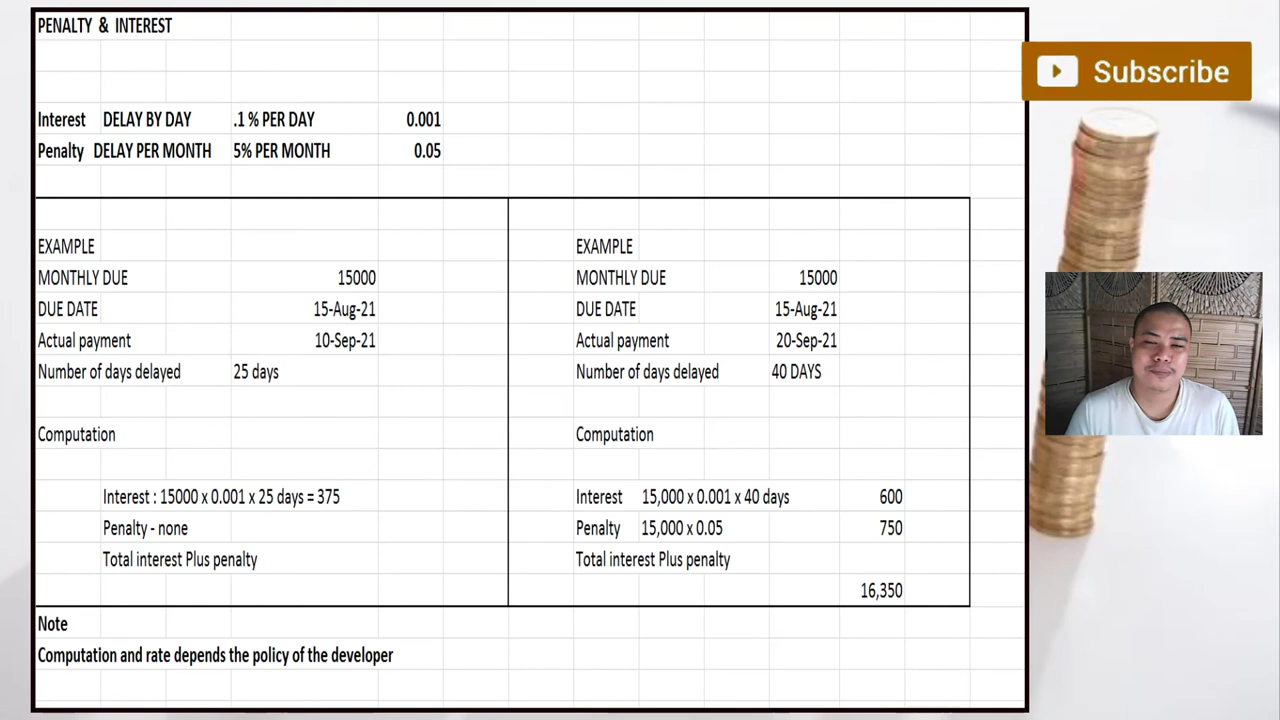 PENALTY & INTEREST
Subscribe
Interest DELAY BY DAY .1 % PER DAY 0.001
Penalty DELAY PER MONTH 5% PER MONTH 0.05
EXAMPLE
MONTHLY DUE 15000
DUE DATE 15-Aug-21
Actual payment 10-Sep-21
Number of days delayed 25 days
Computation
Interest : 15000 x 0.001 x 25 days = 375
Penalty - none
Total interest Plus penalty
EXAMPLE
MONTHLY DUE 15000
DUE DATE 15-Aug-21
Actual payment 20-Sep-21
Number of days delayed 40 DAYS
Computation
Interest 15,000 x 0.001 x 40 days 600
Penalty 15,000 x 0.05 750
Total interest Plus penalty
16,350
Note
Computation and rate depends the policy of the developer